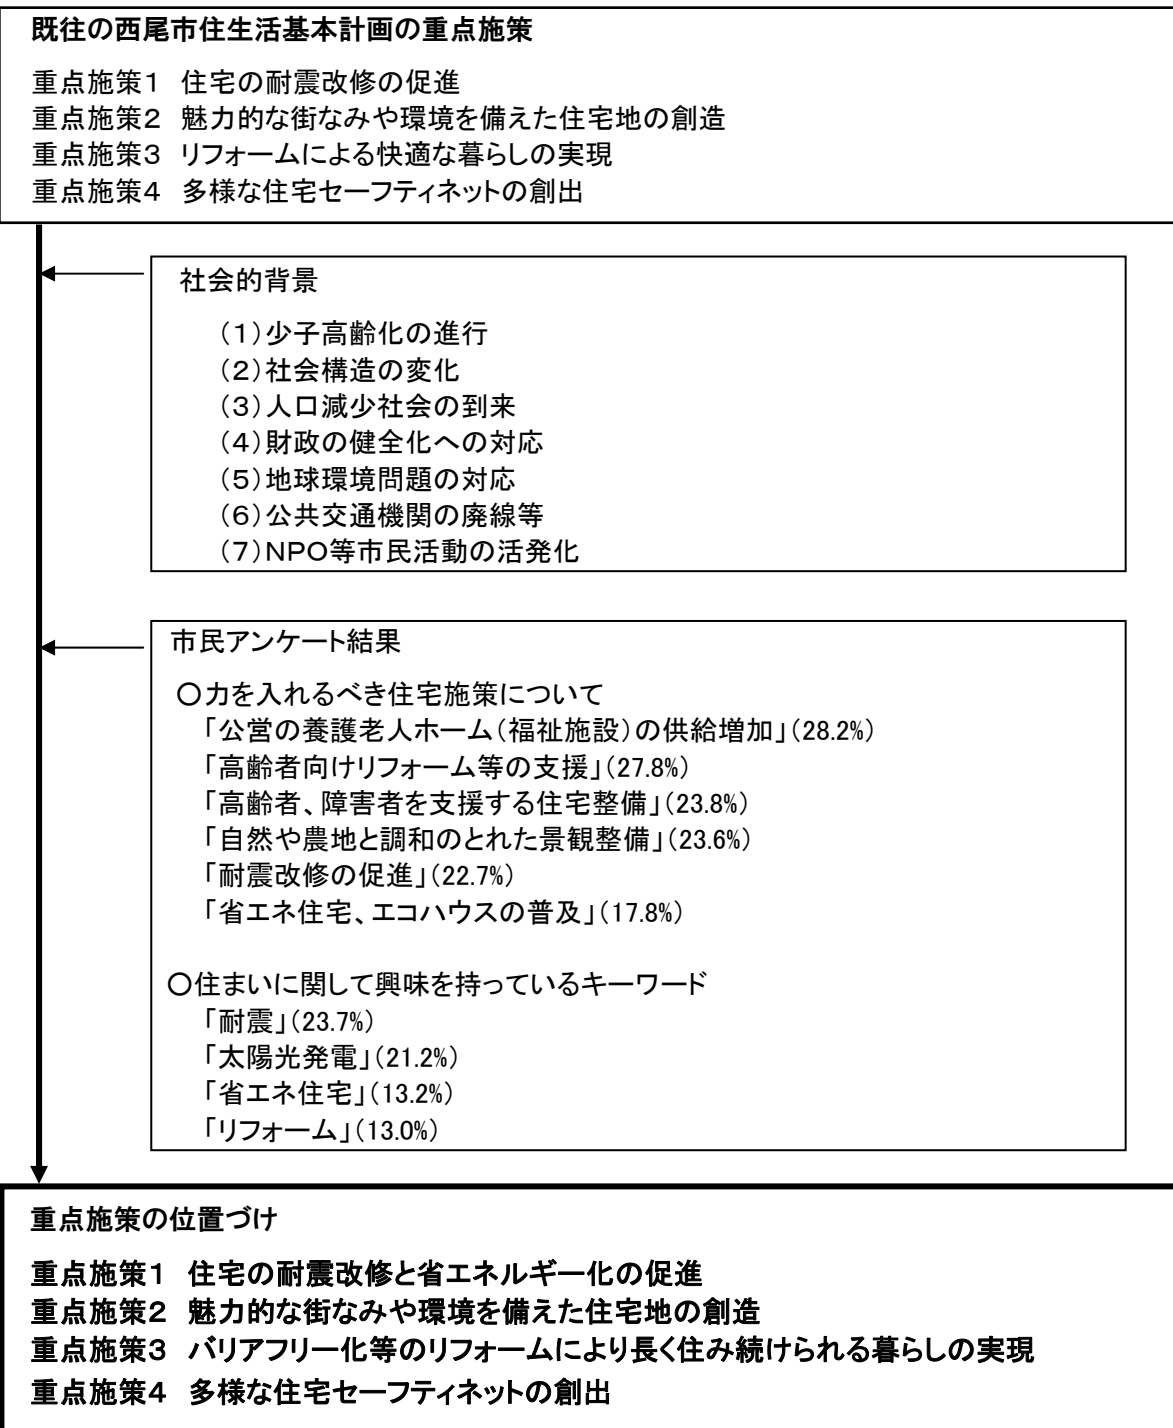 既往の西尾市住生活基本計画の重点施策
重点施策1 住宅の耐震改修の促進
重点施策2 魅力的な街なみや環境を備えた住宅地の創造
重点施策3 リフォームによる快適な暮らしの実現
重点施策4 多様な住宅セーフティネットの創出
社会的背景
(1)少子高齢化の進行
(2)社会構造の変化
(3)人口減少社会の到来
(4)財政の健全化への対応
(5)地球環境問題の対応
(6)公共交通機関の廃線等
(7)NPO等市民活動の活発化
市民アンケート結果
○力を入れるべき住宅施策について
「公営の養護老人ホーム(福祉施設)の供給増加」(28.2%)
「高齢者向けリフォーム等の支援」(27.8%)
「高齢者、障害者を支援する住宅整備」(23.8%)
「自然や農地と調和のとれた景観整備」(23.6%)
「耐震改修の促進」(22.7%)
「省エネ住宅、エコハウスの普及」(17.8%)
○住まいに関して興味を持っているキーワード
「耐震」(23.7%)
「太陽光発電」(21.2%)
「省エネ住宅」(13.2%)
「リフォーム」(13.0%)
重点施策の位置づけ
重点施策1 住宅の耐震改修と省エネルギー化の促進
重点施策2 魅力的な街なみや環境を備えた住宅地の創造
重点施策3 バリアフリー化等のリフォームにより長く住み続けられる暮らしの実現
重点施策4 多様な住宅セーフティネットの創出